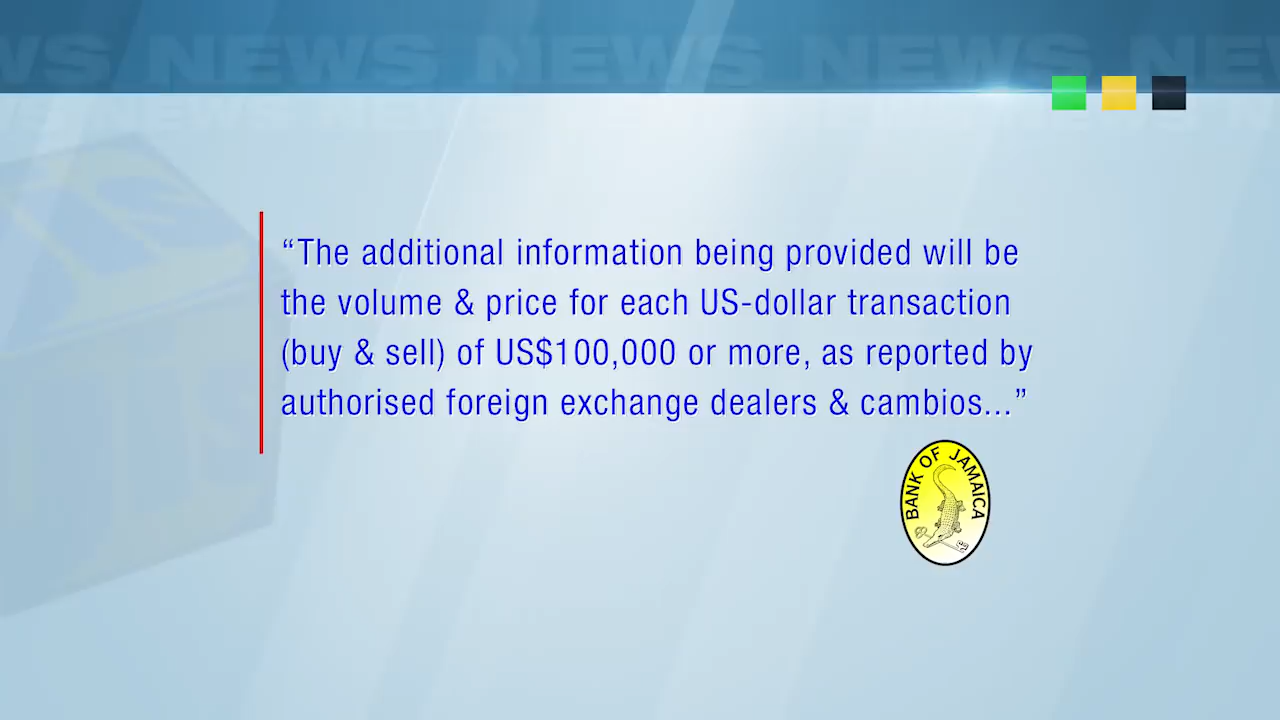 NEWS NEWS NEWS NEWS
“The additional information being provided will be
the volume & price for each US-dollar transaction
(buy & sell) of US$100,000 or more, as reported by
authorised foreign exchange dealers & cambios...”
BANK OF JAMAICA